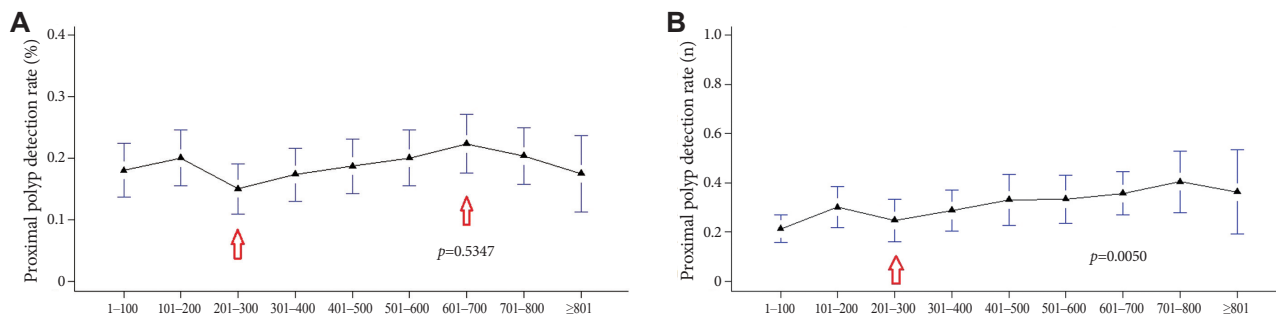 A
Proximal polyp detection rate (%)
0.4
0.3
0.2
0.1
0
p=0.5347
1–100 101–200 201–300 301–400 401–500 501–600 601–700 701–800 ≥801
B
Proximal polyp detection rate (n)
1.0
0.8
0.6
0.4
0.2
0
p=0.0050
1–100 101–200 201–300 301–400 401–500 501–600 601–700 701–800 ≥801